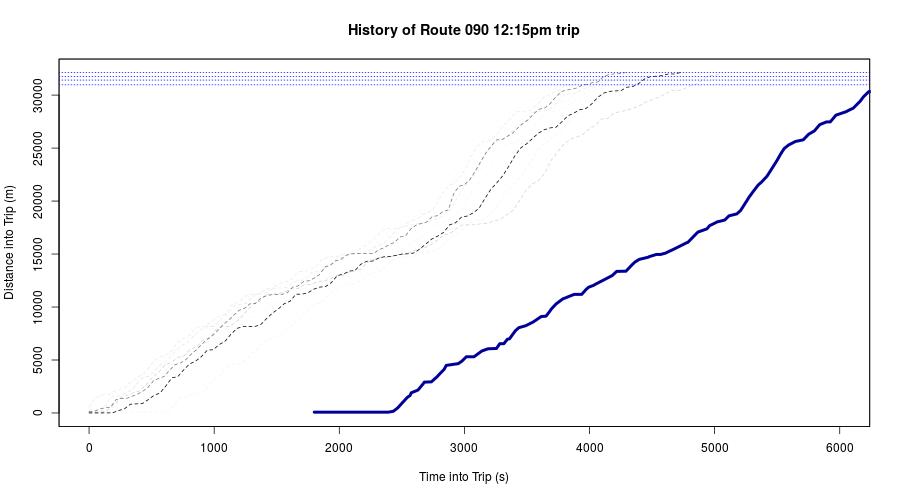 History of Route 090 12:15pm trip
Distance into Trip (m)
30000
25000
20000
15000
10000
5000
0
0 1000 2000 3000 4000 5000 6000
Time into Trip (s)